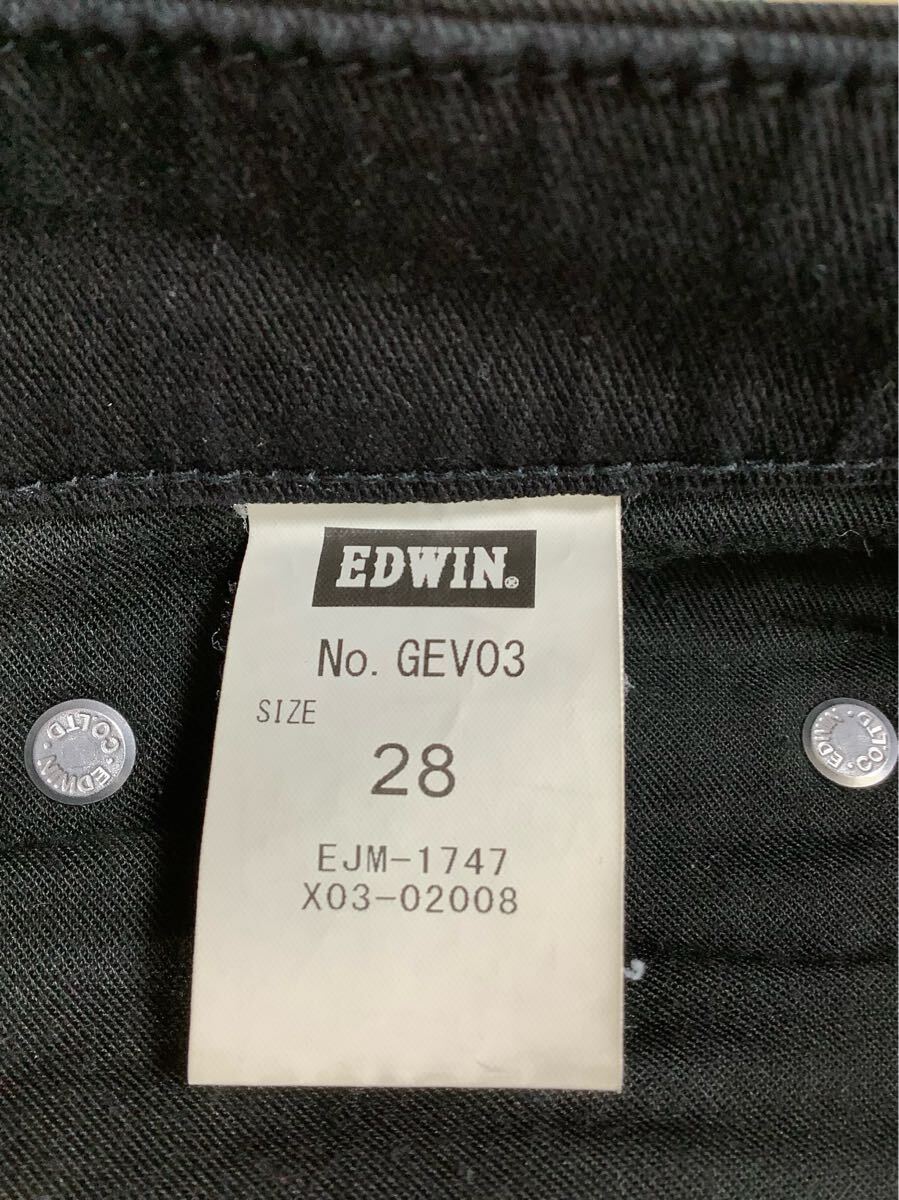 EDWIN.®
No. GEV03
SIZE
28
EJM-1747
X03-02008
EDWIN · CO LTD ·
EDWIN · CO LTD ·